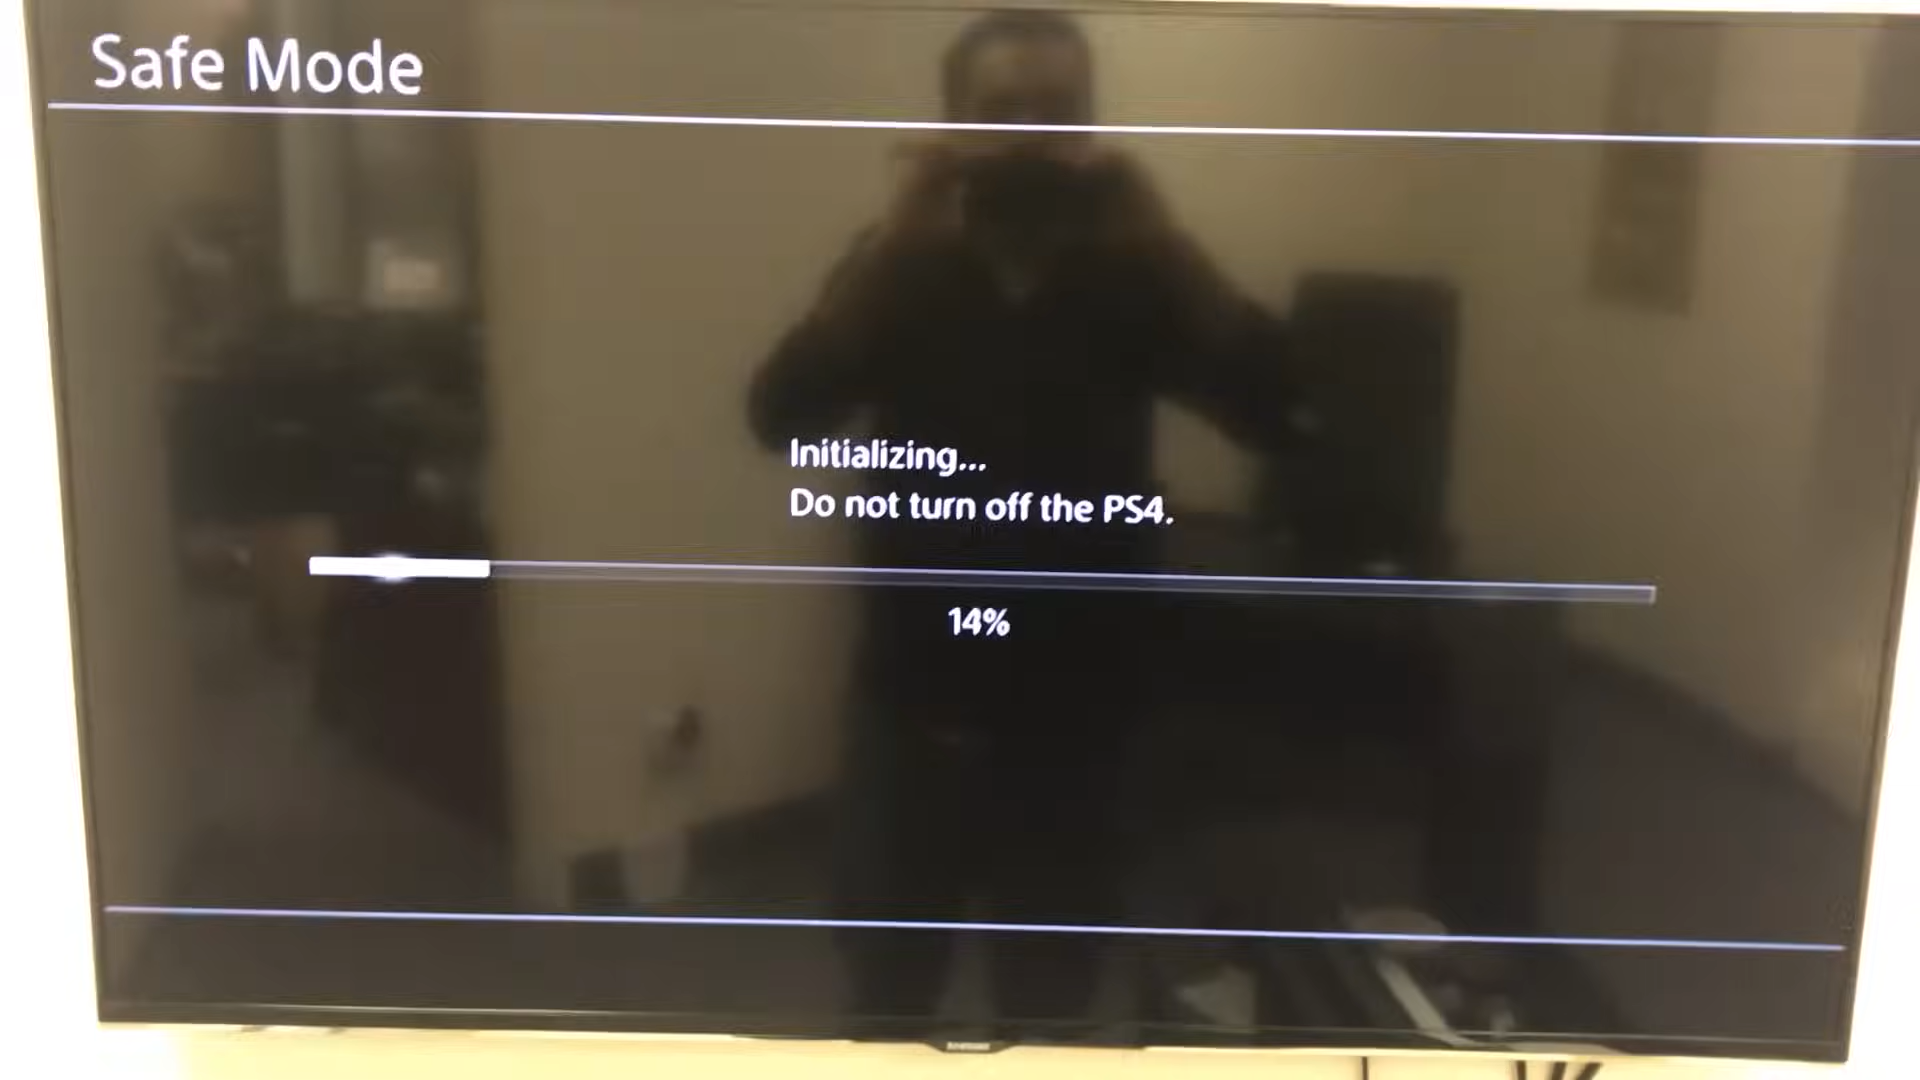 Safe Mode
Initializing...
Do not turn off the PS4.
14%